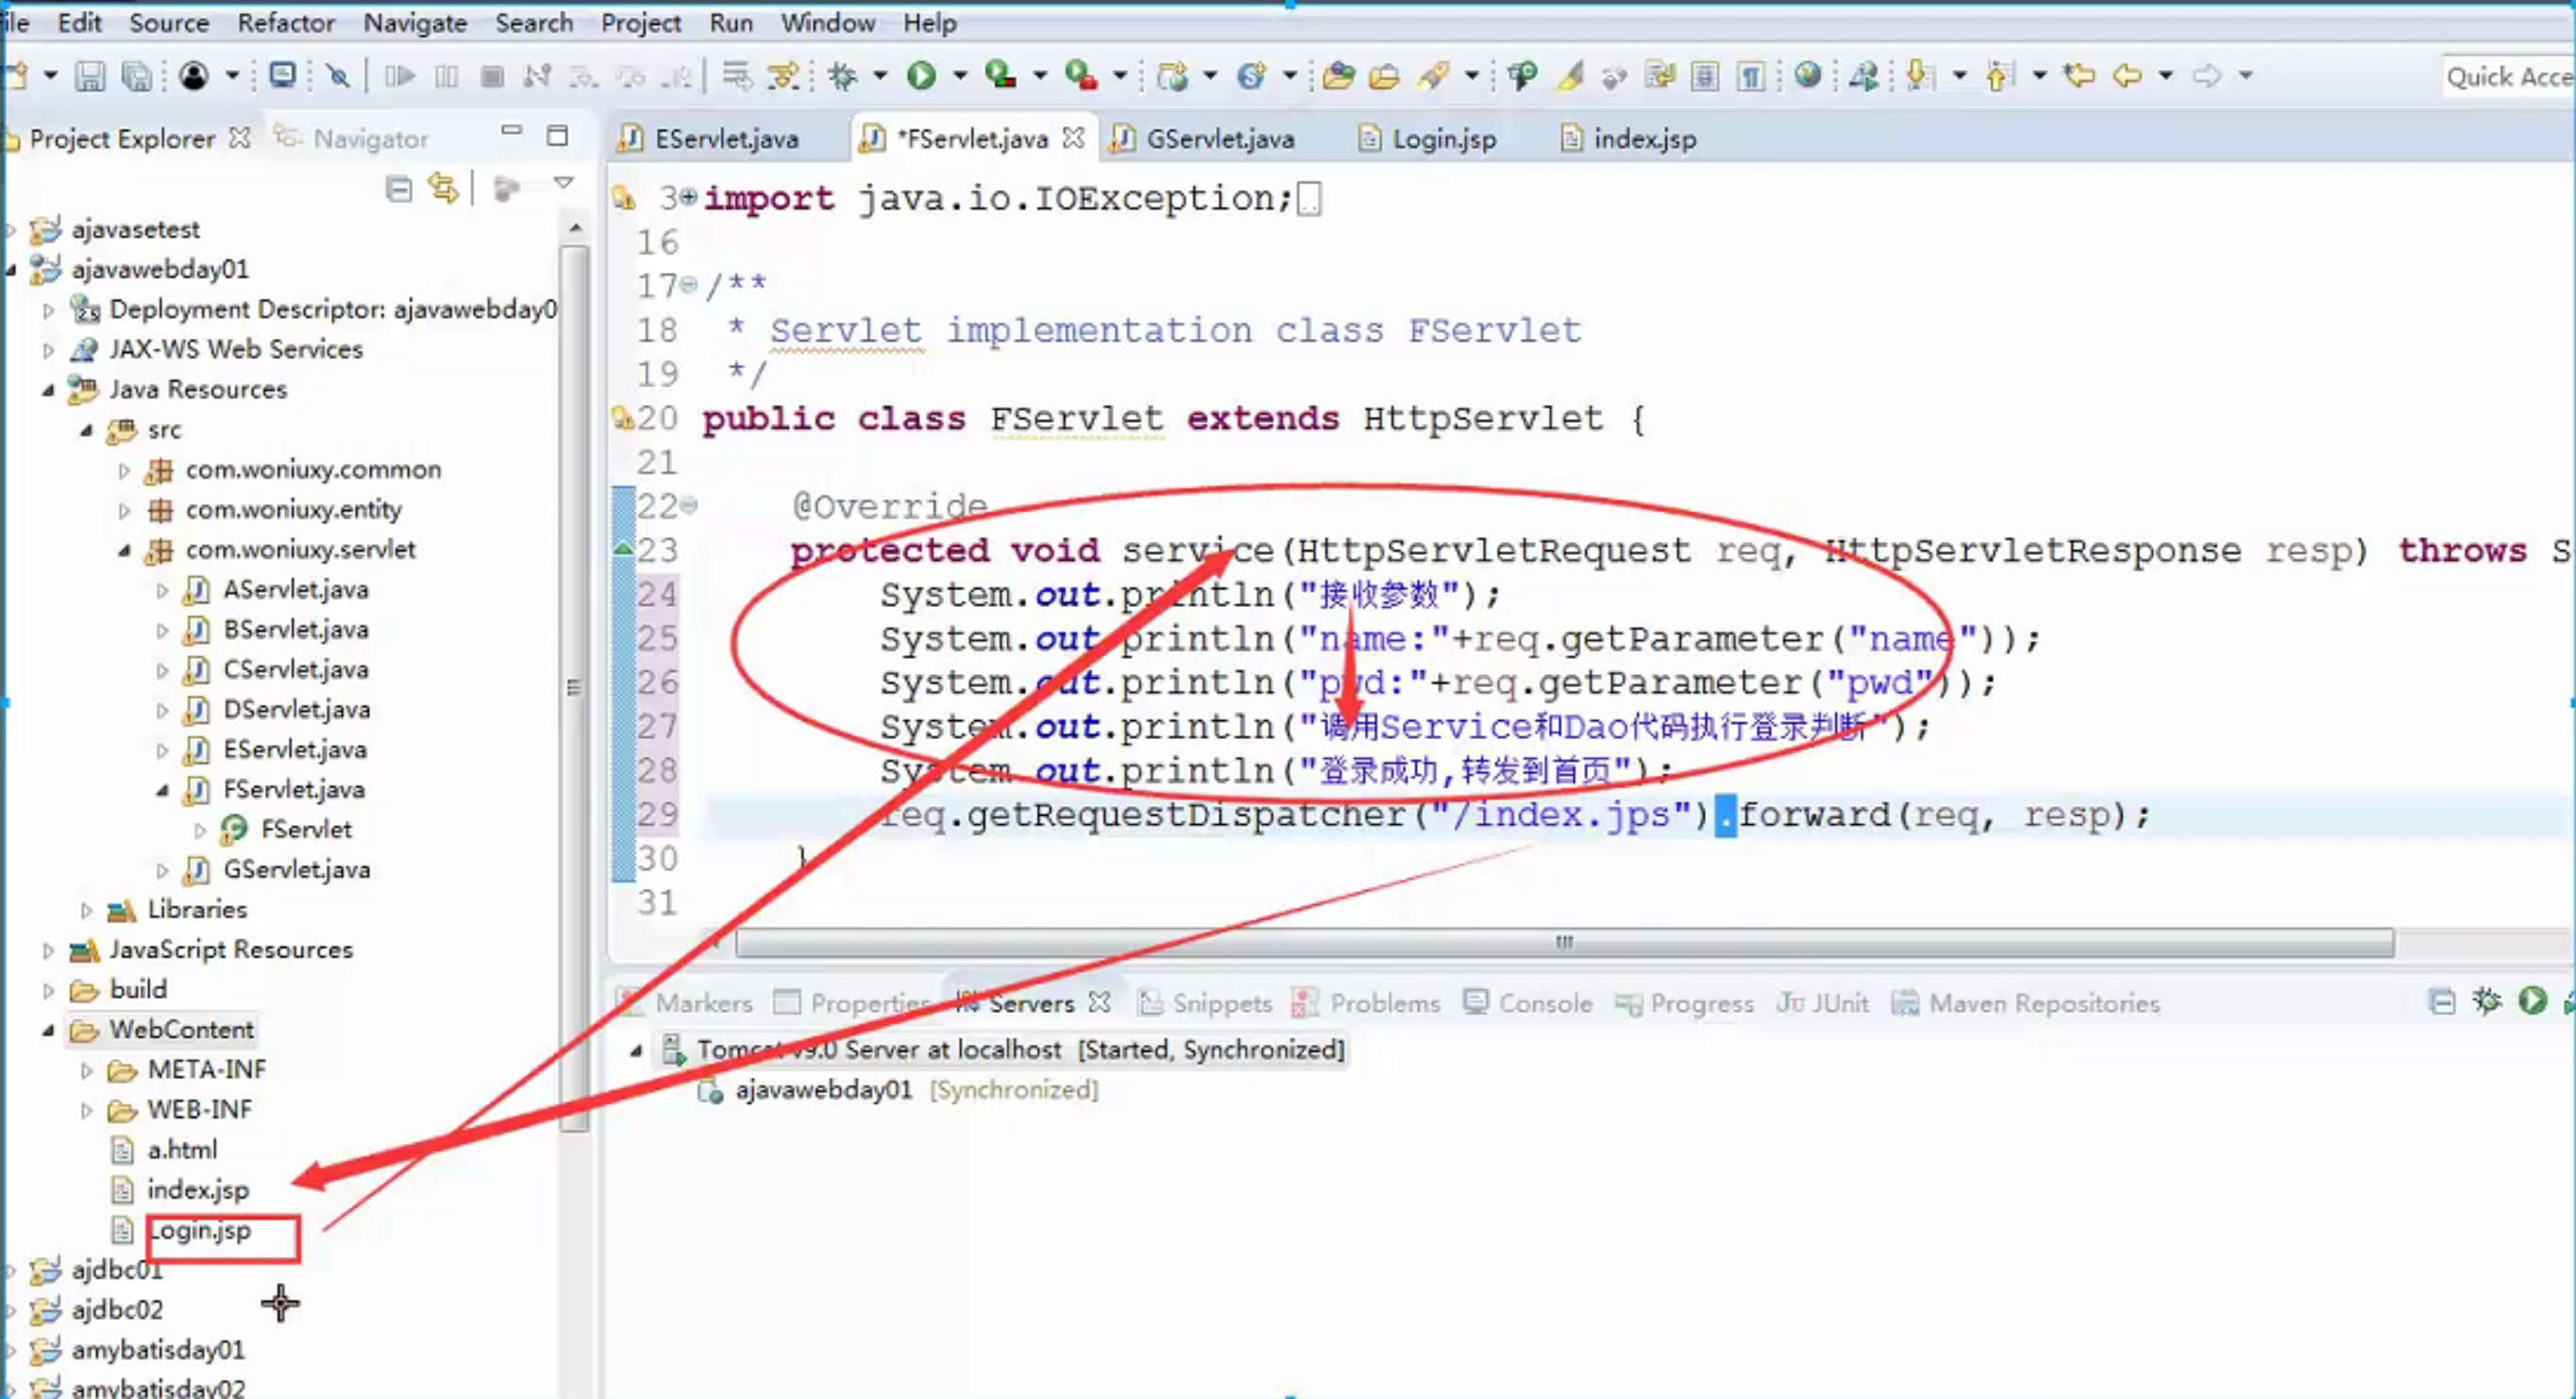 ile Edit Source Refactor Navigate Search Project Run Window Help
Quick Acce
Project Explorer Navigator
ajavasetest
ajavawebday01
Deployment Descriptor: ajavawebday0
JAX-WS Web Services
Java Resources
src
com.woniuxy.common
com.woniuxy.entity
com.woniuxy.servlet
AServlet.java
BServlet.java
CServlet.java
DServlet.java
EServlet.java
FServlet.java
FServlet
GServlet.java
Libraries
JavaScript Resources
build
WebContent
META-INF
WEB-INF
a.html
index.jsp
Login.jsp
ajdbc01
ajdbc02
amybatisday01
amybatisday02
EServlet.java *FServlet.java GServlet.java Login.jsp index.jsp
3 import java.io.IOException;
16
17 /**
18 * Servlet implementation class FServlet
19 */
20 public class FServlet extends HttpServlet {
21
22 @Override
23 protected void service(HttpServletRequest req, HttpServletResponse resp) throws S
24 System.out.println("接收参数");
25 System.out.println("name:"+req.getParameter("name"));
26 System.out.println("pwd:"+req.getParameter("pwd"));
27 System.out.println("调用Service和Dao代码执行登录判断");
28 System.out.println("登录成功,转发到首页");
29 req.getRequestDispatcher("/index.jps").forward(req, resp);
30 }
31
Markers Properties Servers Snippets Problems Console Progress JUnit Maven Repositories
Tomcat v9.0 Server at localhost [Started, Synchronized]
ajavawebday01 [Synchronized]